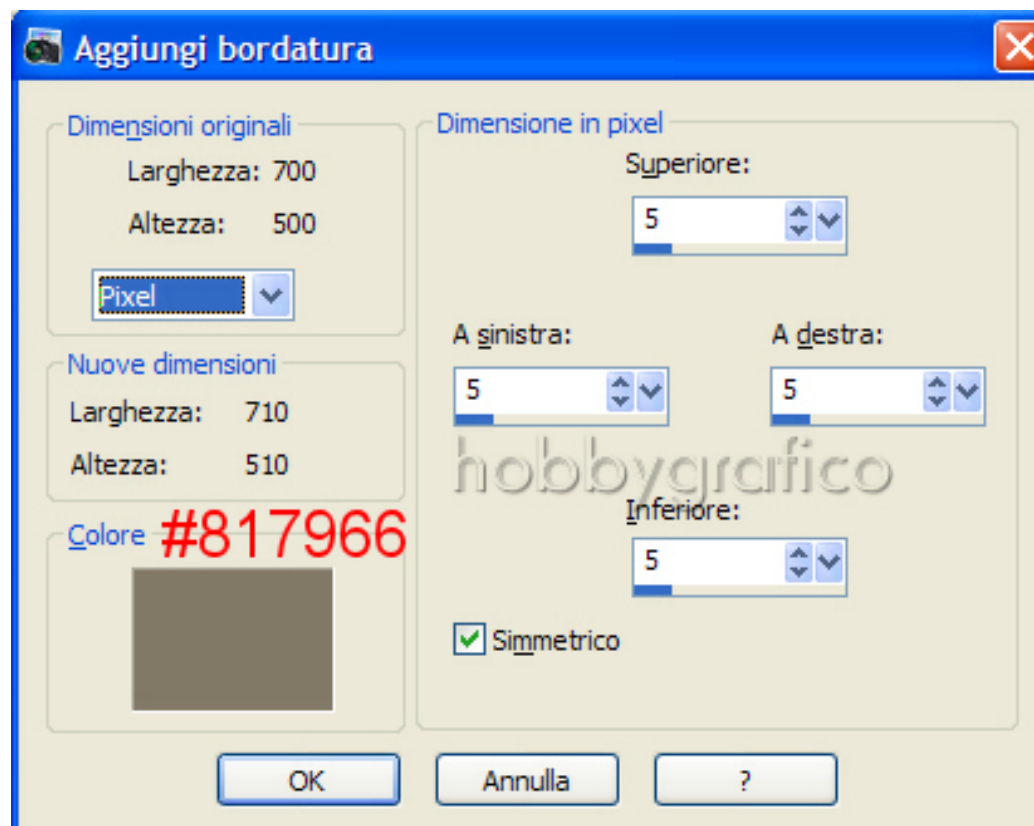 Aggiungi bordatura
Dimensioni originali
Larghezza: 700
Altezza: 500
Pixel
Nuove dimensioni
Larghezza: 710
Altezza: 510
Colore #817966
Dimensione in pixel
Superiore:
5
A sinistra: A destra:
5 5
hobbygrafico
Inferiore:
5
Simmetrico
OK Annulla ?